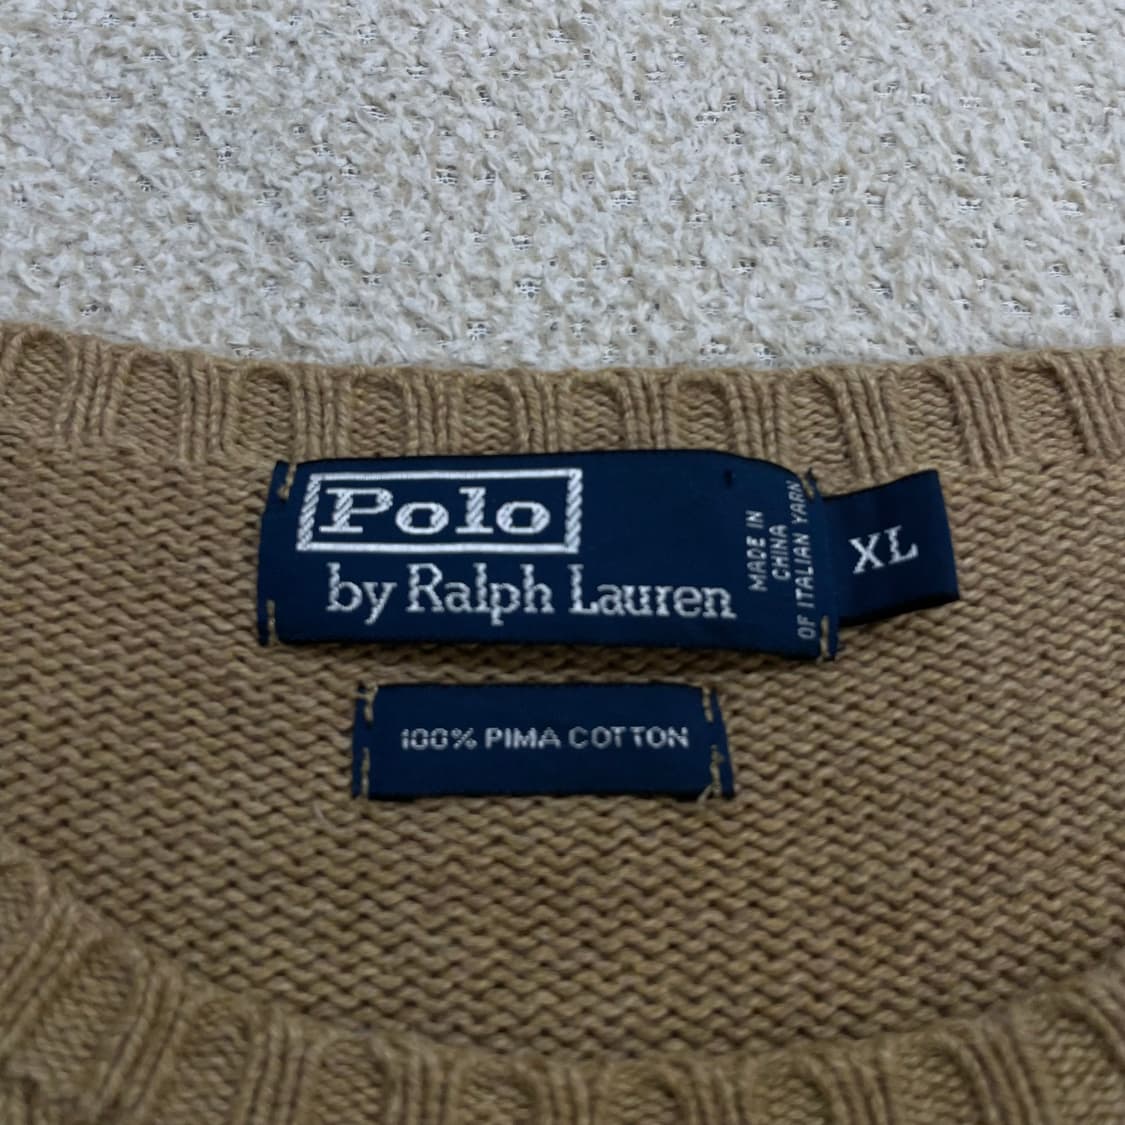 Polo
by Ralph Lauren
MADE IN
CHINA
OF ITALIAN YARN
XL
100% PIMA COTTON